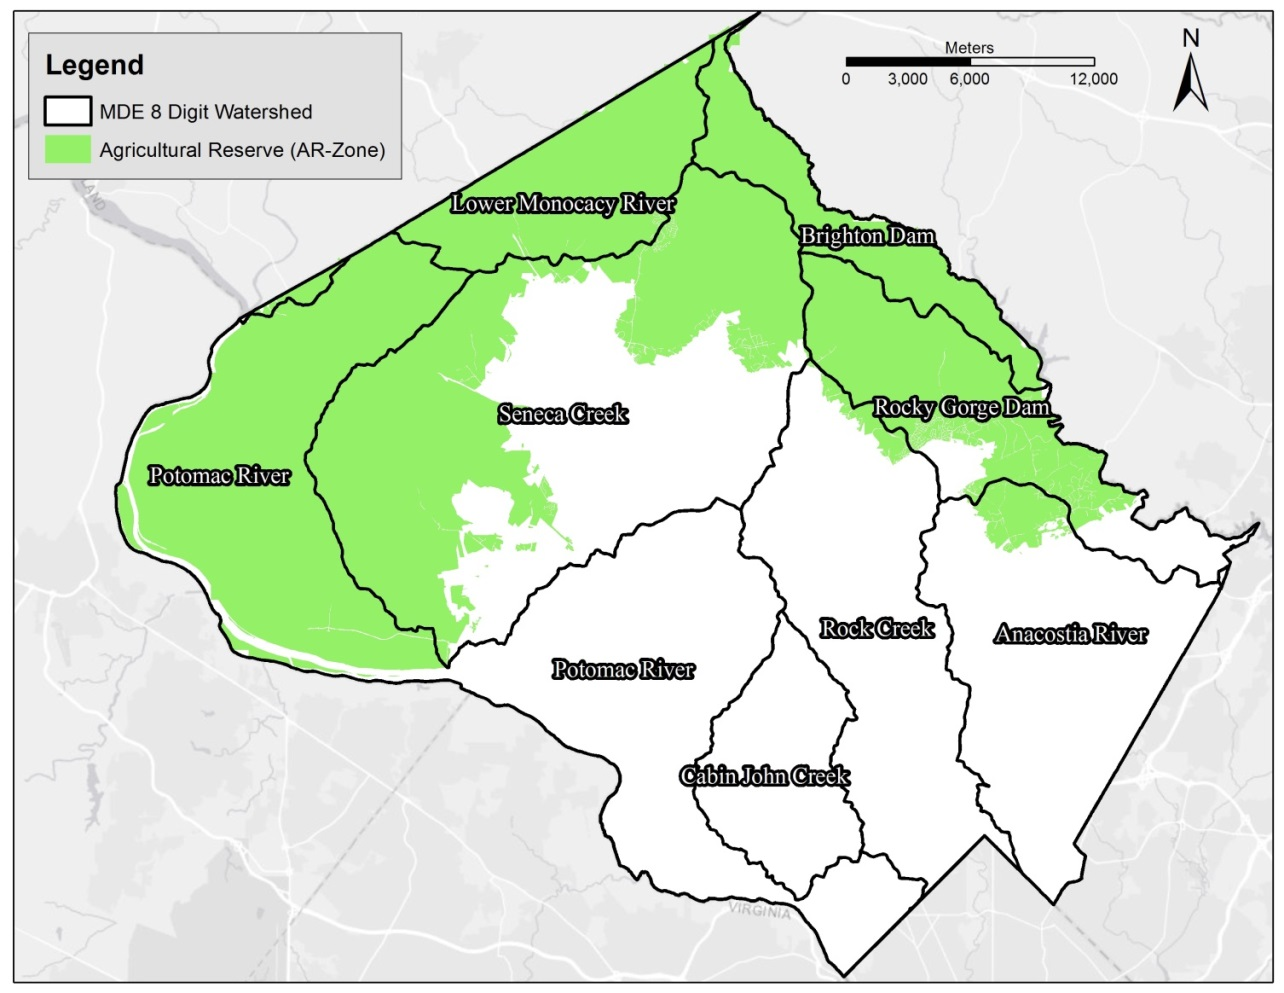 Legend
MDE 8 Digit Watershed
Agricultural Reserve (AR-Zone)
Meters
0 3,000 6,000 12,000
N
LAND
Lower Monocacy River
Brighton Dam
Seneca Creek
Rocky Gorge Dam
Potomac River
Rock Creek
Anacostia River
Potomac River
Cabin John Creek
VIRGINIA